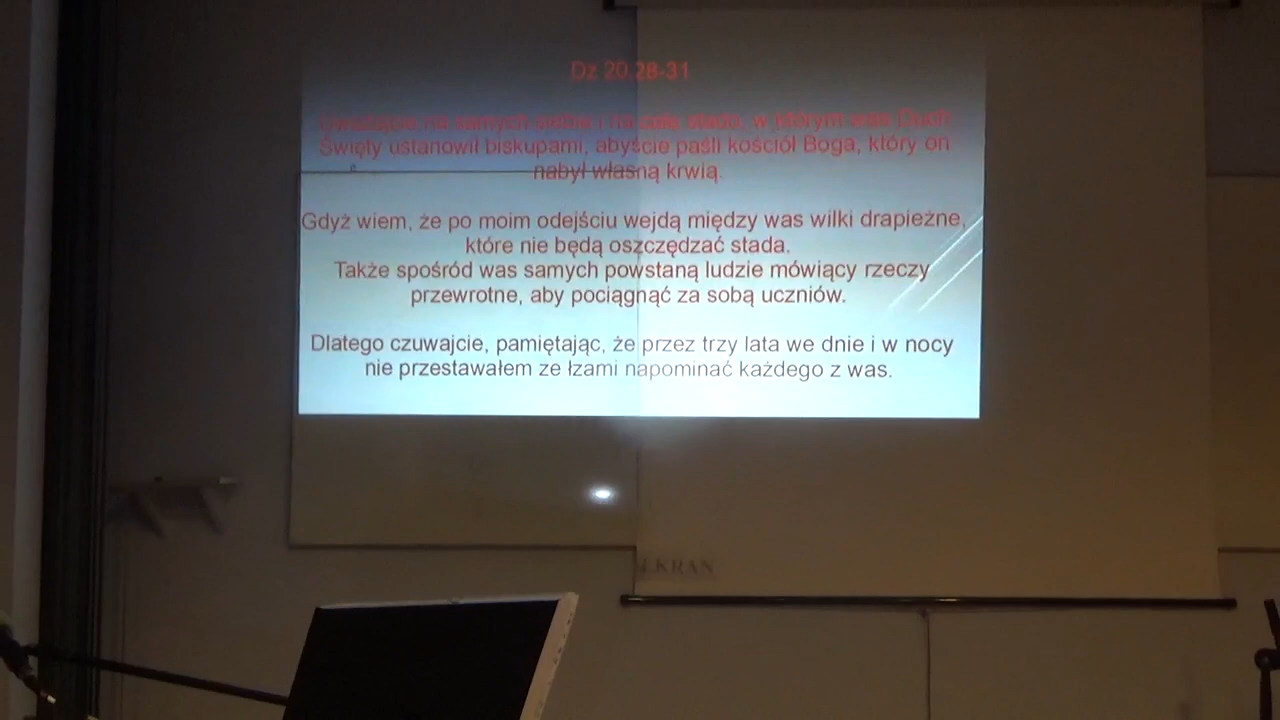 Dz 20.28-31
Uważajcie na samych siebie i na całe stado, w którym was Duch
Święty ustanowił biskupami, abyście paśli kościół Boga, który on
nabył własną krwią.
Gdyż wiem, że po moim odejściu wejdą między was wilki drapieżne,
które nie będą oszczędzać stada.
Także spośród was samych powstaną ludzie mówiący rzeczy
przewrotne, aby pociągnąć za sobą uczniów.
Dlatego czuwajcie, pamiętając, że przez trzy lata we dnie i w nocy
nie przestawałem ze łzami napominać każdego z was.
EKRAN